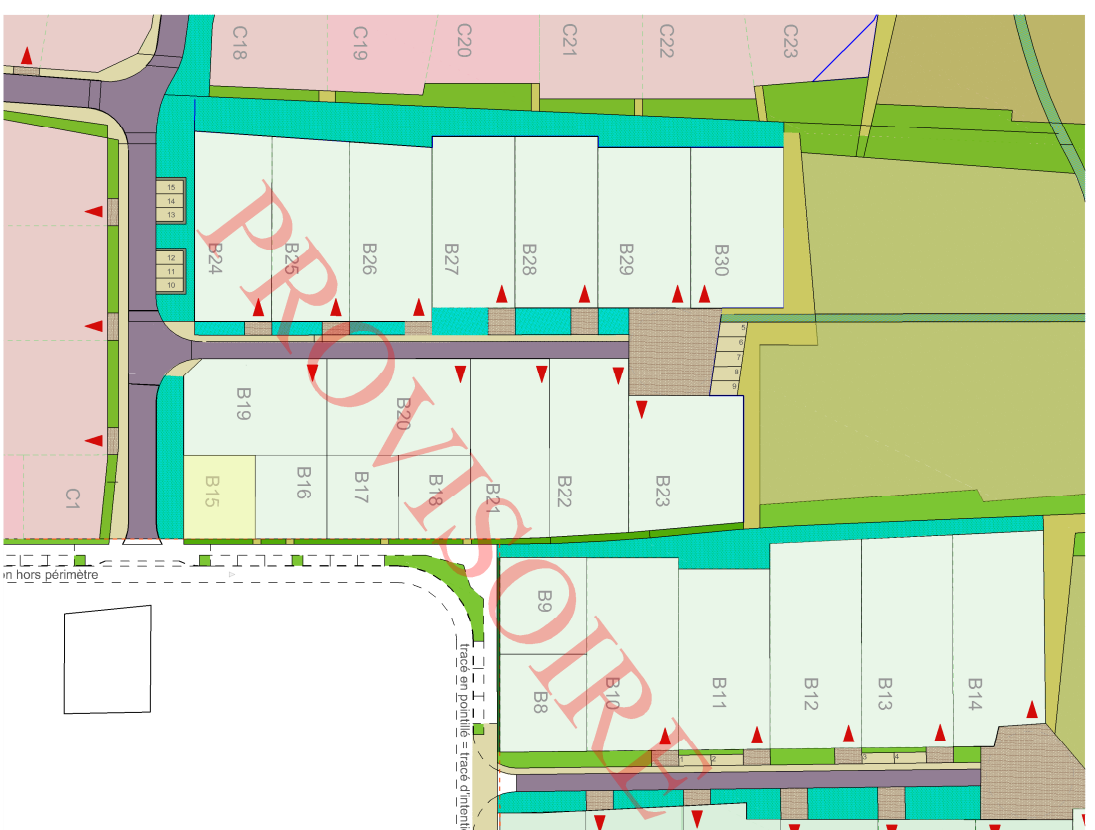 C18
C19
C20
C21
C22
C23
15
14
13
12
11
10
B24
B25
B26
B27
B28
B29
B30
5
6
7
8
9
B19
B20
B15
B16
B17
B18
B21
B22
B23
C1
PROVISOIRE
hors périmètre
B9
B8
B10
B11
B12
B13
B14
1
2
3
4
tracé en pointillé = tracé